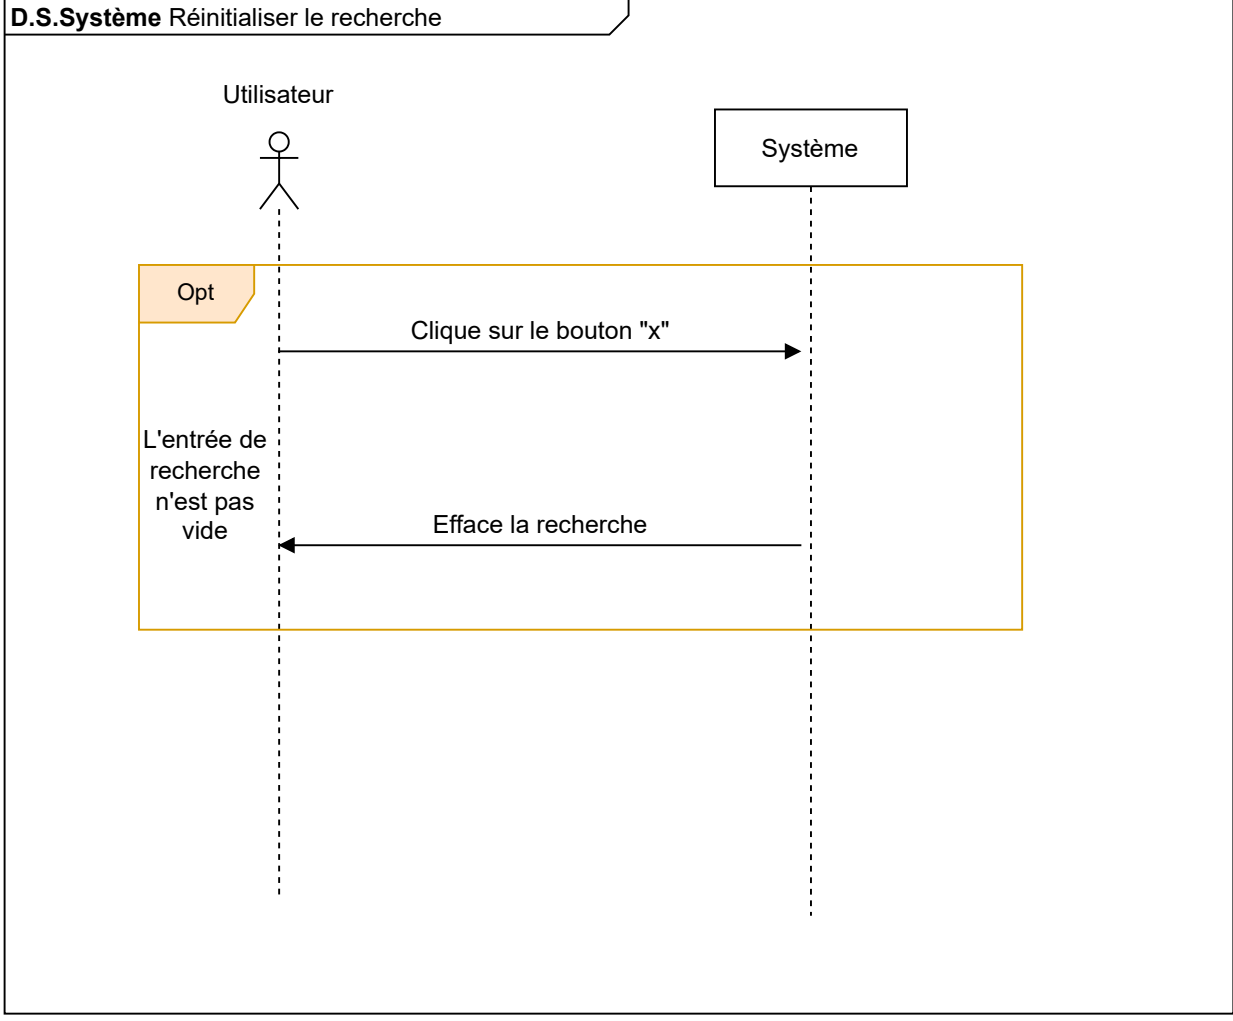 D.S.Système Réinitialiser le recherche
Utilisateur
Système
Opt
Clique sur le bouton "x"
L'entrée de
recherche
n'est pas
vide
Efface la recherche